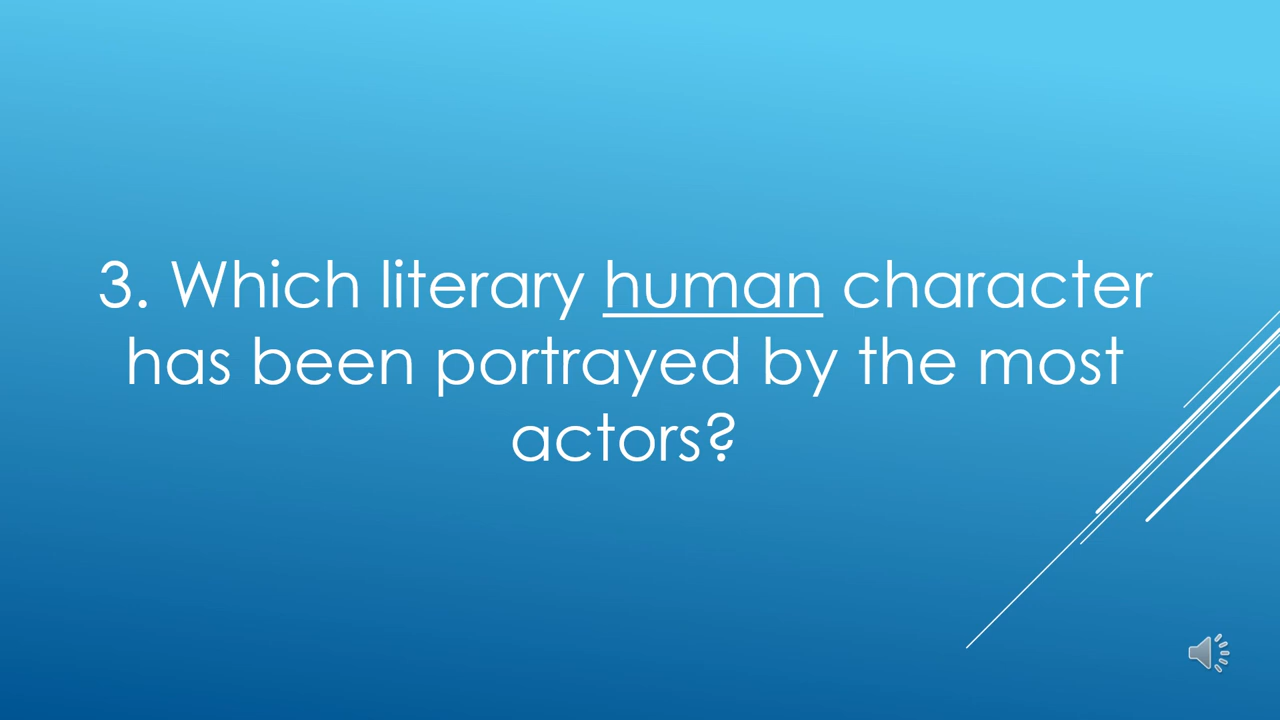 3. Which literary human character
has been portrayed by the most
actors?